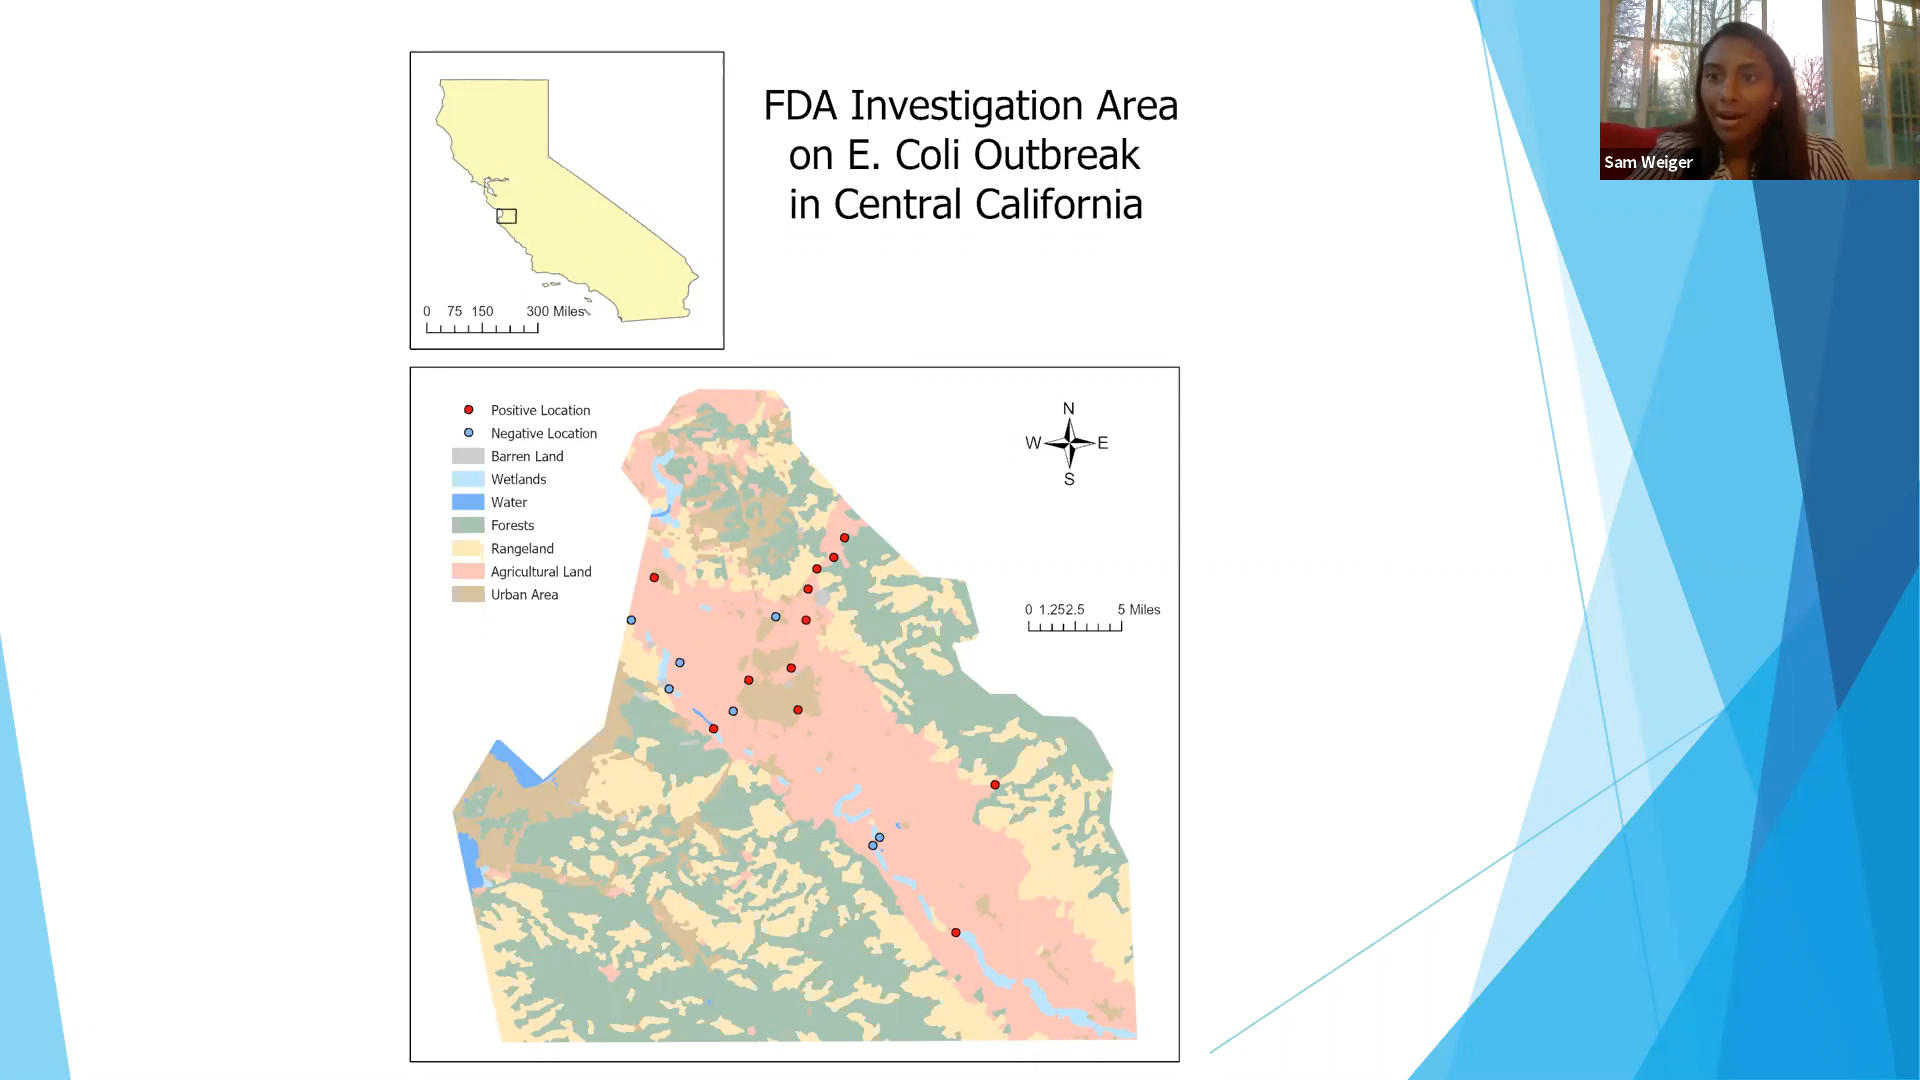 FDA Investigation Area
on E. Coli Outbreak
in Central California
Sam Weiger
0 75 150 300 Miles
Positive Location
Negative Location
Barren Land
Wetlands
Water
Forests
Rangeland
Agricultural Land
Urban Area
N
W E
S
0 1.252.5 5 Miles